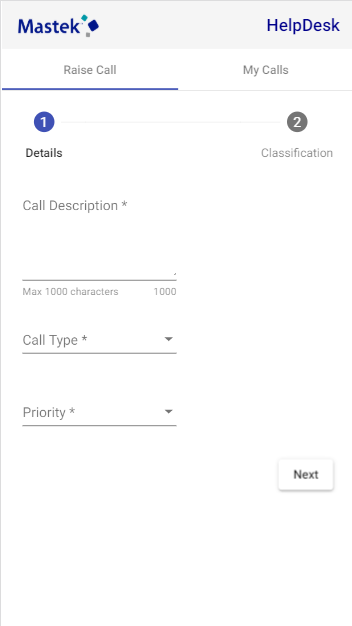 Mastek
HelpDesk
Raise Call
My Calls
1
2
Details
Classification
Call Description *
Max 1000 characters
1000
Call Type *
Priority *
Next